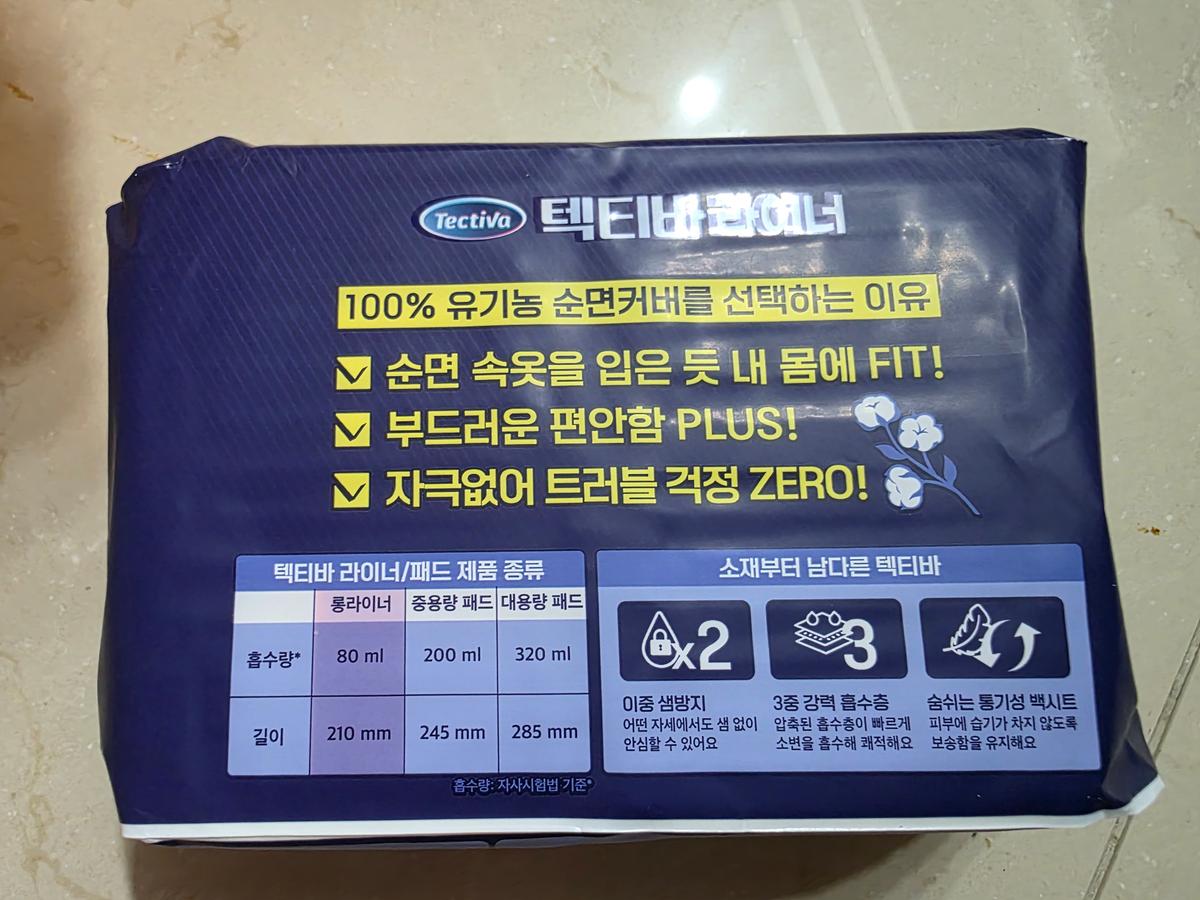 Tectiva 텍티바 라이너
100% 유기농 순면커버를 선택하는 이유
순면 속옷을 입은 듯 내 몸에 FIT!
부드러운 편안함 PLUS!
자극없어 트러블 걱정 ZERO!
텍티바 라이너/패드 제품 종류
롱라이너 중용량 패드 대용량 패드
흡수량* 80 ml 200 ml 320 ml
길이 210 mm 245 mm 285 mm
흡수량: 자사시험법 기준*
소재부터 남다른 텍티바
x2
이중 샘방지
어떤 자세에서도 샘 없이
안심할 수 있어요
3
3중 강력 흡수층
압축된 흡수층이 빠르게
소변을 흡수해 쾌적해요
숨쉬는 통기성 백시트
피부에 습기가 차지 않도록
보송함을 유지해요